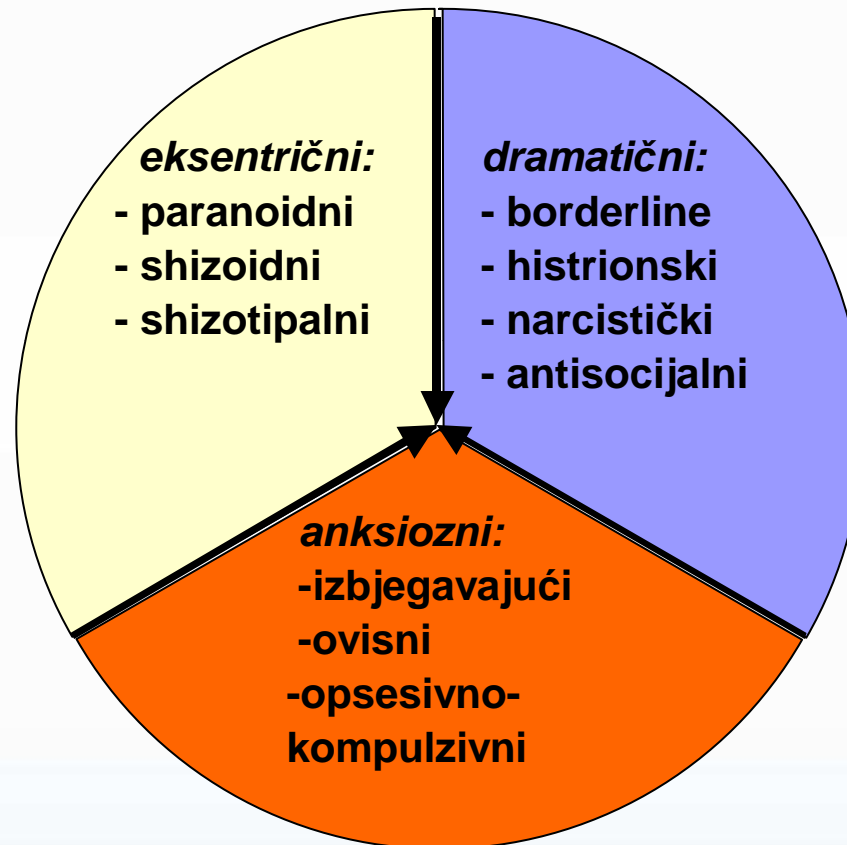 eksentrični:
- paranoidni
- shizoidni
- shizotipalni
dramatični:
- borderline
- histrionski
- narcistički
- antisocijalni
anksiozni:
-izbjegavajući
-ovisni
-opsesivno-
kompulzivni